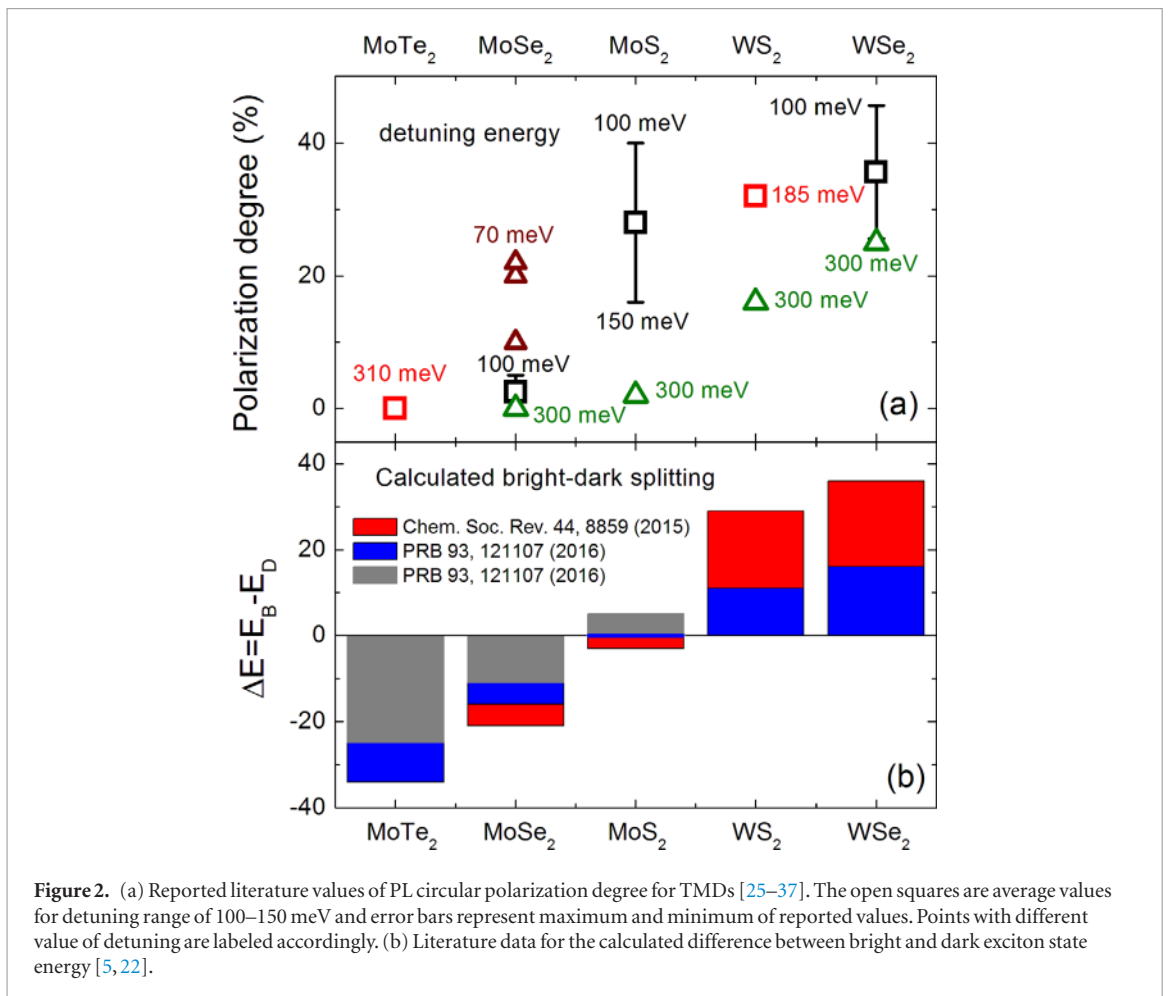 MoTe₂ MoSe₂ MoS₂ WS₂ WSe₂
Polarization degree (%)
40
20
0
detuning energy
100 meV
100 meV
185 meV
70 meV
300 meV
300 meV
150 meV
310 meV
100 meV
300 meV
300 meV
(a)
ΔE=E_B-E_D
40
20
0
-20
-40
Calculated bright-dark splitting
Chem. Soc. Rev. 44, 8859 (2015)
PRB 93, 121107 (2016)
PRB 93, 121107 (2016)
(b)
MoTe₂ MoSe₂ MoS₂ WS₂ WSe₂
Figure 2. (a) Reported literature values of PL circular polarization degree for TMDs [25–37]. The open squares are average values
for detuning range of 100–150 meV and error bars represent maximum and minimum of reported values. Points with different
value of detuning are labeled accordingly. (b) Literature data for the calculated difference between bright and dark exciton state
energy [5, 22].